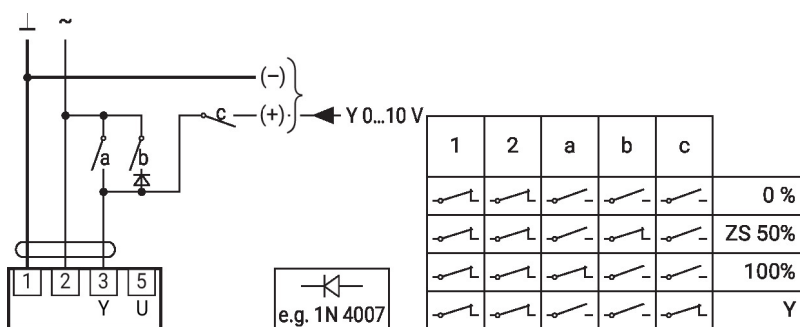 ⊥ ~
(–)
c (+) Y 0...10 V
a b
1 2 3 5
Y U
e.g. 1N 4007
1 2 a b c
0 %
ZS 50%
100%
Y